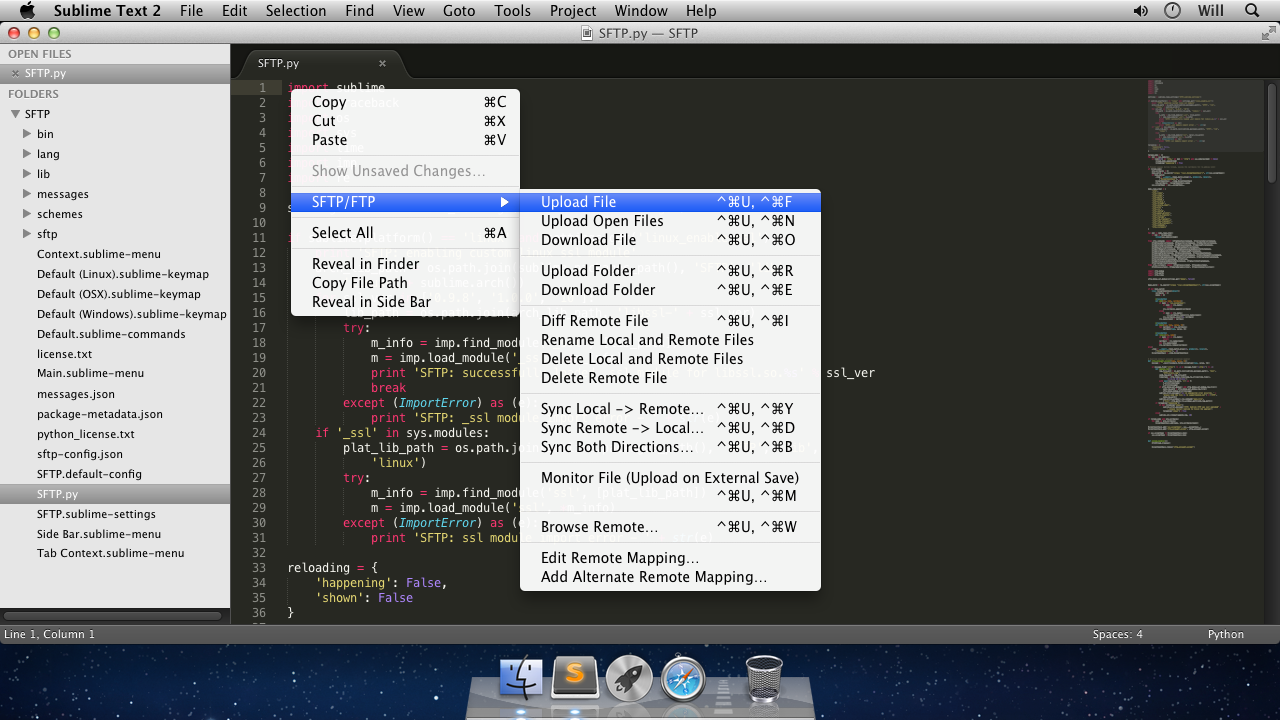 Sublime Text 2 File Edit Selection Find View Goto Tools Project Window Help Will
SFTP.py — SFTP
OPEN FILES
× SFTP.py
FOLDERS
SFTP
bin
lang
lib
messages
schemes
sftp
Context.sublime-menu
Default (Linux).sublime-keymap
Default (OSX).sublime-keymap
Default (Windows).sublime-keymap
Default.sublime-commands
license.txt
Main.sublime-menu
messages.json
package-metadata.json
python_license.txt
sftp-config.json
SFTP.default-config
SFTP.py
SFTP.sublime-settings
Side Bar.sublime-menu
Tab Context.sublime-menu
SFTP.py ×
1 import sublime
2
3
4
5
6
7
8
9
10
11
12
13
14
15
16
17 try:
18 m_info = imp.find_module
19 m = imp.load_module('_
20 print 'SFTP: successful ssl_ver
21 break
22 except (ImportError) as (e
23 print 'SFTP: _ssl modu
24 if '_ssl' in sys.modules:
25 plat_lib_path = os.path.jo
26 'linux')
27 try:
28 m_info = imp.find_module
29 m = imp.load_module('ssl
30 except (ImportError) as (e
31 print 'SFTP: ssl module
32
33 reloading = {
34 'happening': False,
35 'shown': False
36 }
Copy ⌘C
Cut ⌘X
Paste ⌘V
Show Unsaved Changes…
SFTP/FTP ▶
Select All ⌘A
Reveal in Finder
Copy File Path
Reveal in Side Bar
Upload File ^⌘U, ^⌘F
Upload Open Files ^⌘U, ^⌘N
Download File ^⌘U, ^⌘O
Upload Folder ^⌘U, ^⌘R
Download Folder ^⌘U, ^⌘E
Diff Remote File ^⌘U, ^⌘I
Rename Local and Remote Files
Delete Local and Remote Files
Delete Remote File
Sync Local -> Remote… ^⌘U, ^⌘Y
Sync Remote -> Local… ^⌘U, ^⌘D
Sync Both Directions… ^⌘U, ^⌘B
Monitor File (Upload on External Save)
^⌘U, ^⌘M
Browse Remote… ^⌘U, ^⌘W
Edit Remote Mapping…
Add Alternate Remote Mapping…
Line 1, Column 1 Spaces: 4 Python